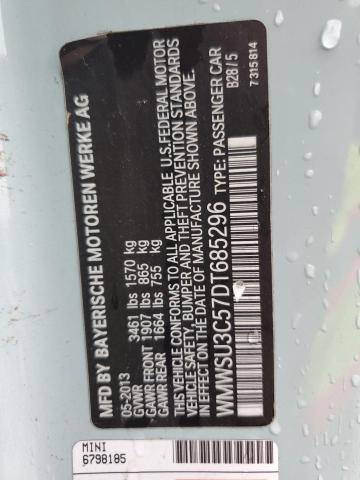 MFD BY BAYERISCHE MOTOREN WERKE AG
05-2013
GVWR 3461 lbs 1570 kg
GAWR FRONT 1907 lbs 865 kg
GAWR REAR 1664 lbs 755 kg
THIS VEHICLE CONFORMS TO ALL APPLICABLE U.S. FEDERAL MOTOR
VEHICLE SAFETY, BUMPER AND THEFT PREVENTION STANDARDS
IN EFFECT ON THE DATE OF MANUFACTURE SHOWN ABOVE.
WMWSU3C57DT685296 TYPE: PASSENGER CAR
B28/5
7315814
MINI
6798185